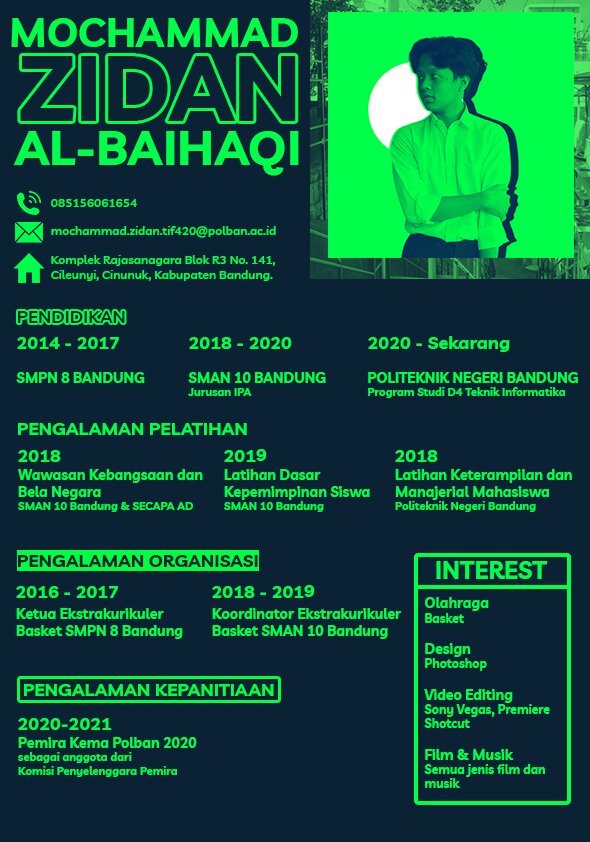 MOCHAMMAD
ZIDAN
AL-BAIHAQI
085156061654
mochammad.zidan.tif420@polban.ac.id
Komplek Rajasanagara Blok R3 No. 141,
Cileunyi, Cinunuk, Kabupaten Bandung.
PENDIDIKAN
2014 - 2017
SMPN 8 BANDUNG
2018 - 2020
SMAN 10 BANDUNG
Jurusan IPA
2020 - Sekarang
POLITEKNIK NEGERI BANDUNG
Program Studi D4 Teknik Informatika
PENGALAMAN PELATIHAN
2018
Wawasan Kebangsaan dan
Bela Negara
SMAN 10 Bandung & SECAPA AD
2019
Latihan Dasar
Kepemimpinan Siswa
SMAN 10 Bandung
2018
Latihan Keterampilan dan
Manajerial Mahasiswa
Politeknik Negeri Bandung
PENGALAMAN ORGANISASI
2016 - 2017
Ketua Ekstrakurikuler
Basket SMPN 8 Bandung
2018 - 2019
Koordinator Ekstrakurikuler
Basket SMAN 10 Bandung
PENGALAMAN KEPANITIAAN
2020-2021
Pemira Kema Polban 2020
sebagai anggota dari
Komisi Penyelenggara Pemira
INTEREST
Olahraga
Basket
Design
Photoshop
Video Editing
Sony Vegas, Premiere
Shotcut
Film & Musik
Semua jenis film dan
musik